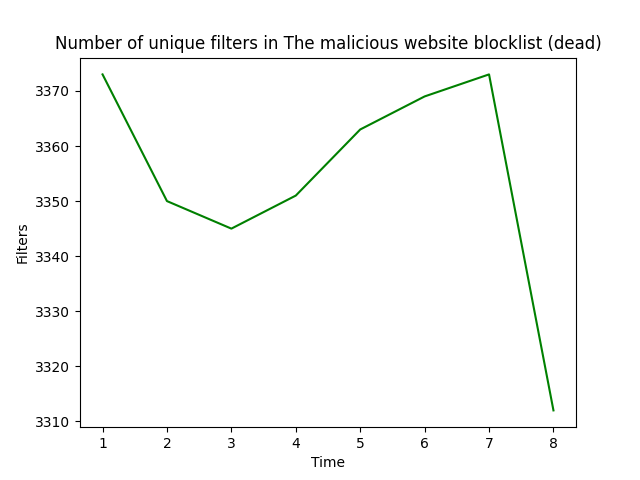 Number of unique filters in The malicious website blocklist (dead)
3370
3360
3350
3340
3330
3320
3310
Filters
1 2 3 4 5 6 7 8
Time